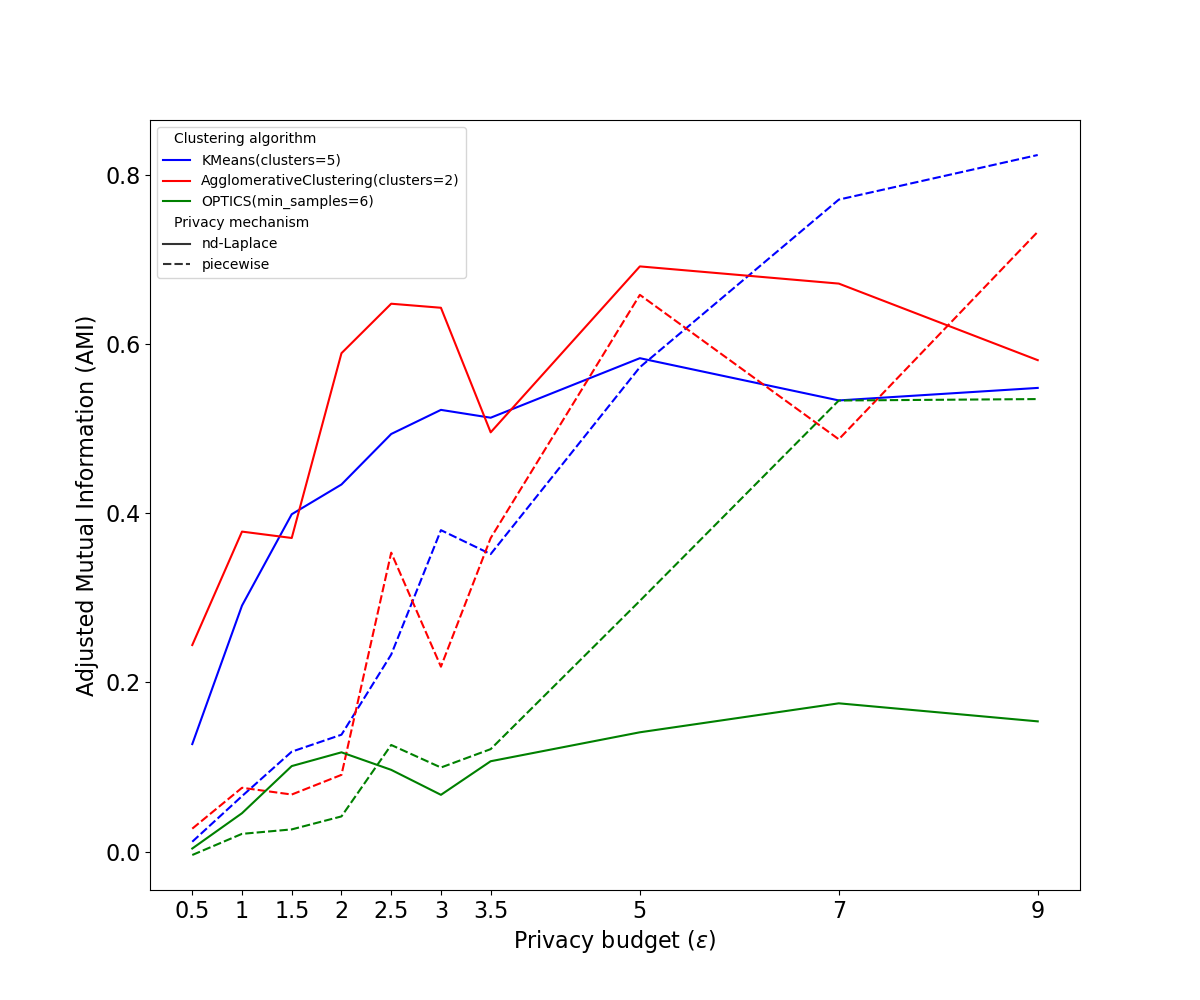 Clustering algorithm
KMeans(clusters=5)
AgglomerativeClustering(clusters=2)
OPTICS(min_samples=6)
Privacy mechanism
nd-Laplace
piecewise
Adjusted Mutual Information (AMI)
0.8
0.6
0.4
0.2
0.0
0.5 1 1.5 2 2.5 3 3.5 5 7 9
Privacy budget (ε)